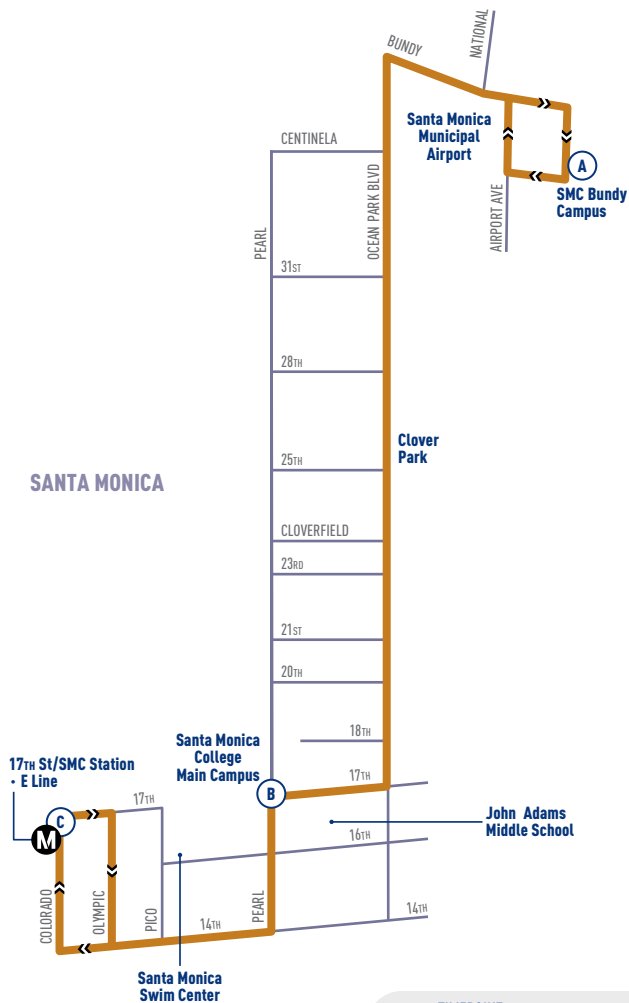 BUNDY
NATIONAL
Santa Monica
Municipal
Airport
A
SMC Bundy
Campus
AIRPORT AVE
CENTINELA
PEARL
OCEAN PARK BLVD
31ST
28TH
Clover
Park
25TH
SANTA MONICA
CLOVERFIELD
23RD
21ST
20TH
18TH
Santa Monica
College
Main Campus
17TH
B
17TH St/SMC Station
• E Line
17TH
C
M
John Adams
Middle School
16TH
COLORADO
OLYMPIC
PICO
14TH
PEARL
14TH
Santa Monica
Swim Center